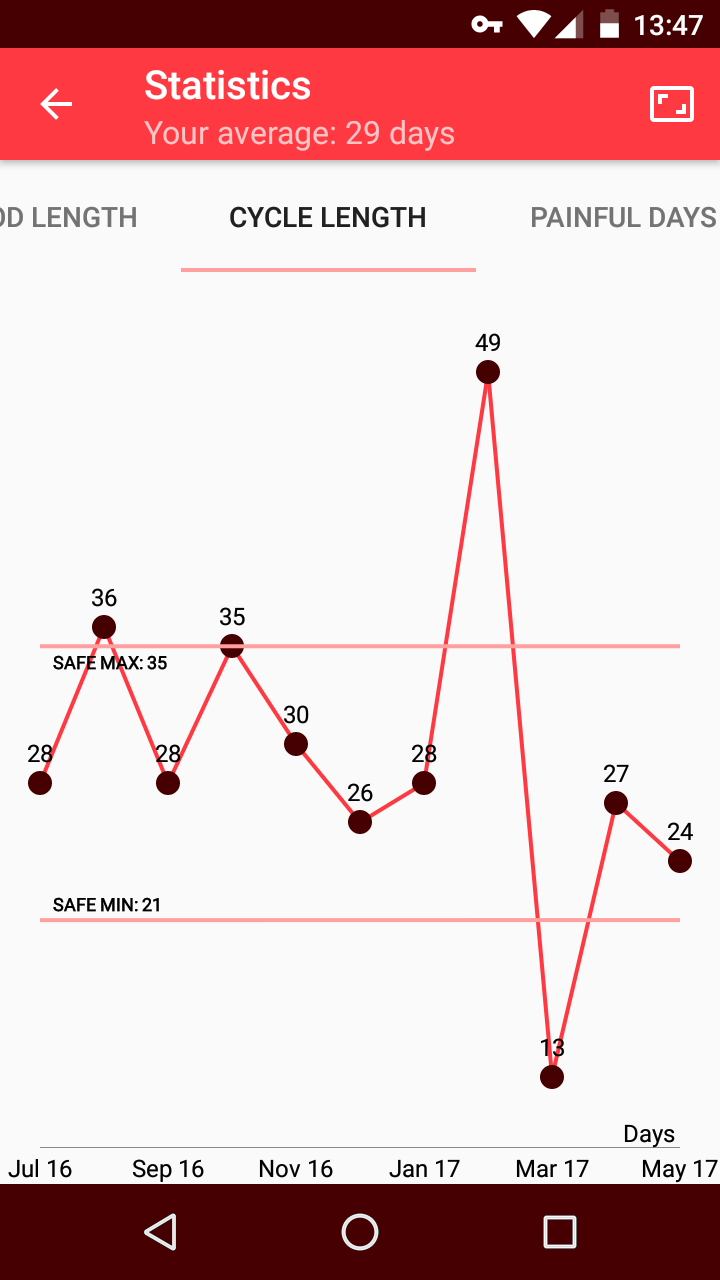 13:47
Statistics
Your average: 29 days
OD LENGTH CYCLE LENGTH PAINFUL DAYS
49
36
35
SAFE MAX: 35
30
28 28 28
27
26
24
SAFE MIN: 21
13
Days
Jul 16 Sep 16 Nov 16 Jan 17 Mar 17 May 17